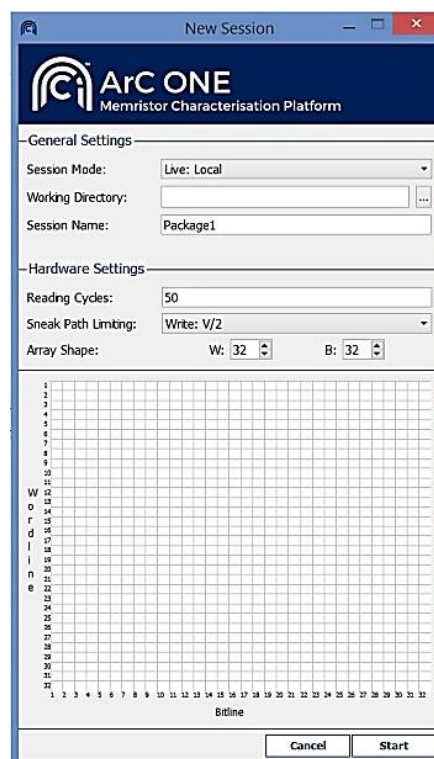 New Session
ArC ONE
Memristor Characterisation Platform
General Settings
Session Mode: Live: Local
Working Directory: ...
Session Name: Package1
Hardware Settings
Reading Cycles: 50
Sneak Path Limiting: Write: V/2
Array Shape: W: 32 B: 32
1
2
3
4
5
6
7
8
9
10
11
12
13
14
15
16
17
18
19
20
21
22
23
24
25
26
27
28
29
30
31
32
Wordline
1 2 3 4 5 6 7 8 9 10 11 12 13 14 15 16 17 18 19 20 21 22 23 24 25 26 27 28 29 30 31 32
Bitline
Cancel Start